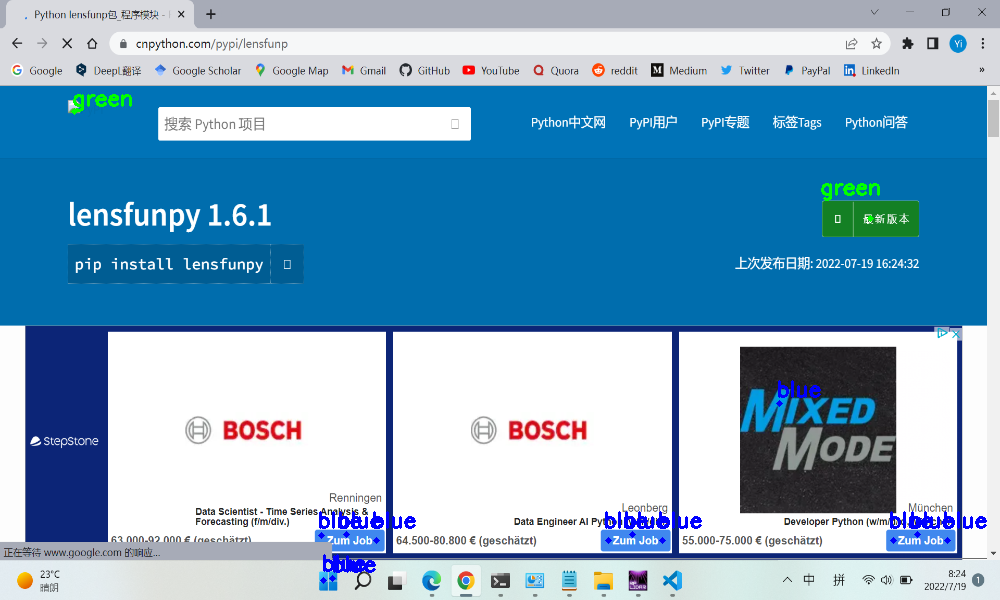 Python lensfunp包_程序模块 -
cnpython.com/pypi/lensfunp
Yi
Google DeepL翻译 Google Scholar Google Map Gmail GitHub YouTube Quora reddit Medium Twitter PayPal LinkedIn »
green
搜索 Python 项目
Python中文网 PyPI用户 PyPI专题 标签Tags Python问答
green
lensfunpy 1.6.1
最新版本
pip install lensfunpy
上次发布日期: 2022-07-19 16:24:32
StepStone
BOSCH
Renningen
Data Scientist - Time Series Analysis &
Forecasting (f/m/div.)
63.000-92.000 € (geschätzt)
blue blue blue
Zum Job
BOSCH
Leonberg
Data Engineer AI Python
64.500-80.800 € (geschätzt)
blue blue blue
Zum Job
blue
MIXED
MODE
München
Developer Python (w/m/d)
55.000-75.000 € (geschätzt)
blue blue blue
Zum Job
正在等待 www.google.com 的响应...
blue blue
23°C
晴朗
中 拼
8:24
2022/7/19
1